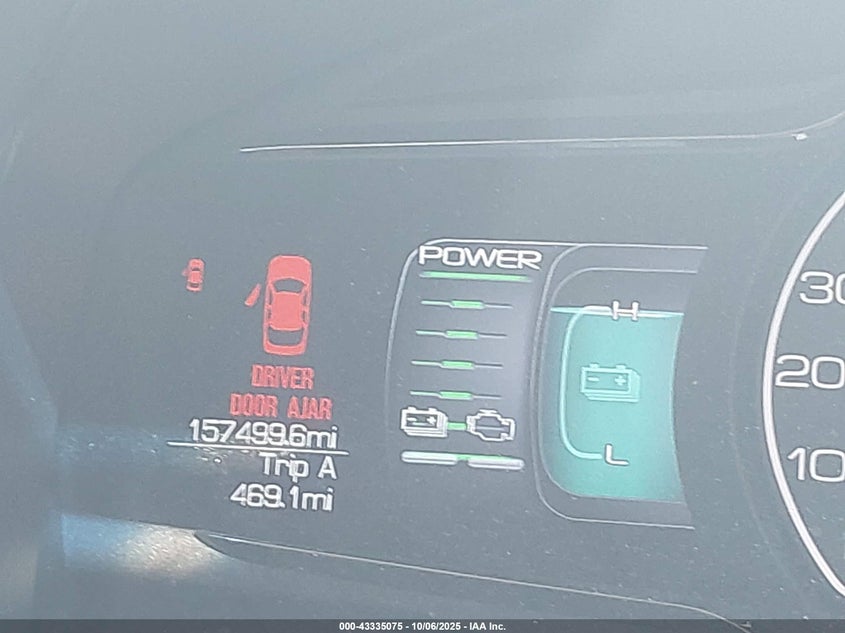 POWER
H
DRIVER
DOOR AJAR
157499.6mi
Trip A
469.1mi
L
30
20
10
000-43335075 - 10/06/2025 - IAA Inc.